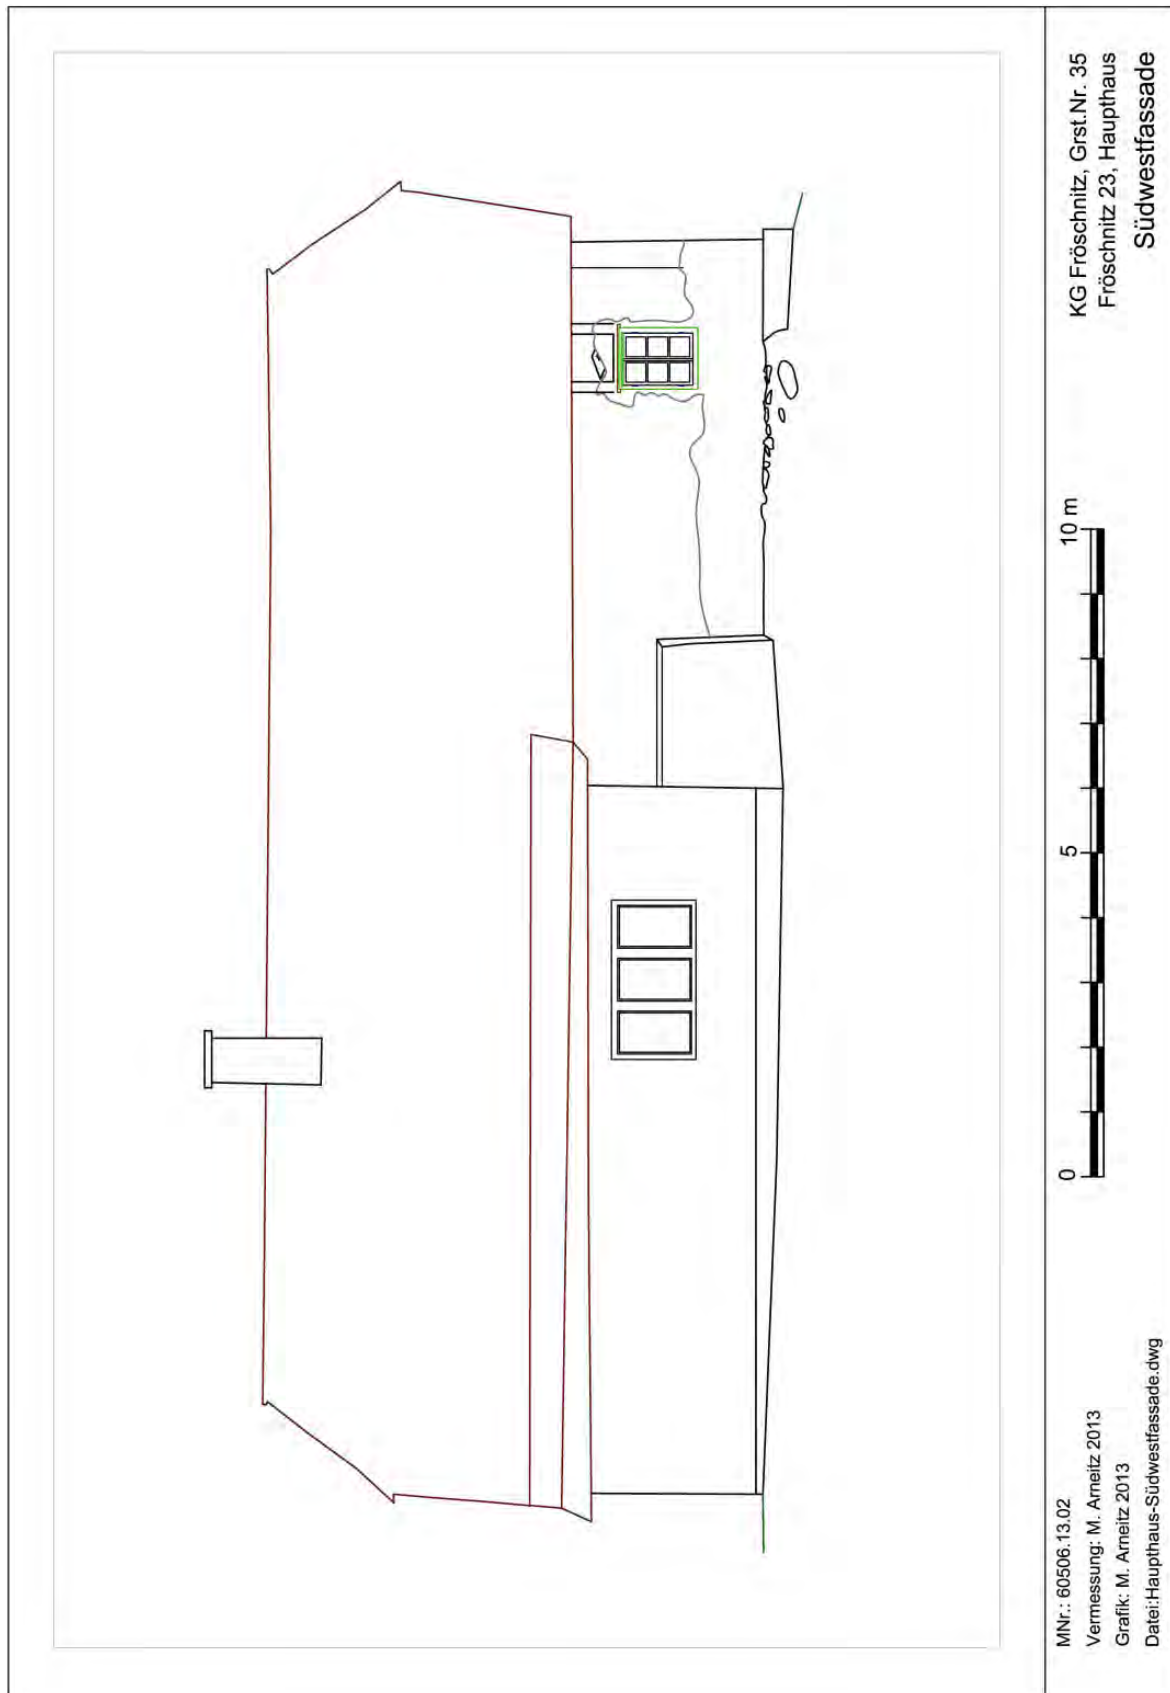 MNr.: 60506.13.02
Vermessung: M. Arneitz 2013
Grafik: M. Arneitz 2013
Datei:Haupthaus-Südwestfassade.dwg
0 5 10 m
KG Fröschnitz, Grst.Nr. 35
Fröschnitz 23, Haupthaus
Südwestfassade